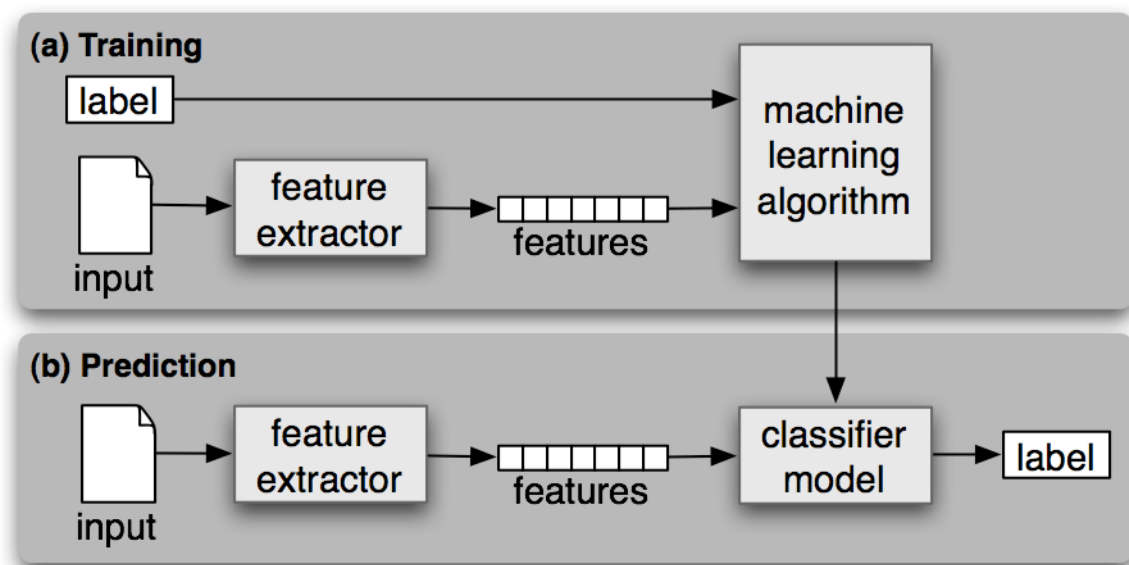 (a) Training
label
machine
learning
algorithm
input
feature
extractor
features
(b) Prediction
input
feature
extractor
features
classifier
model
label